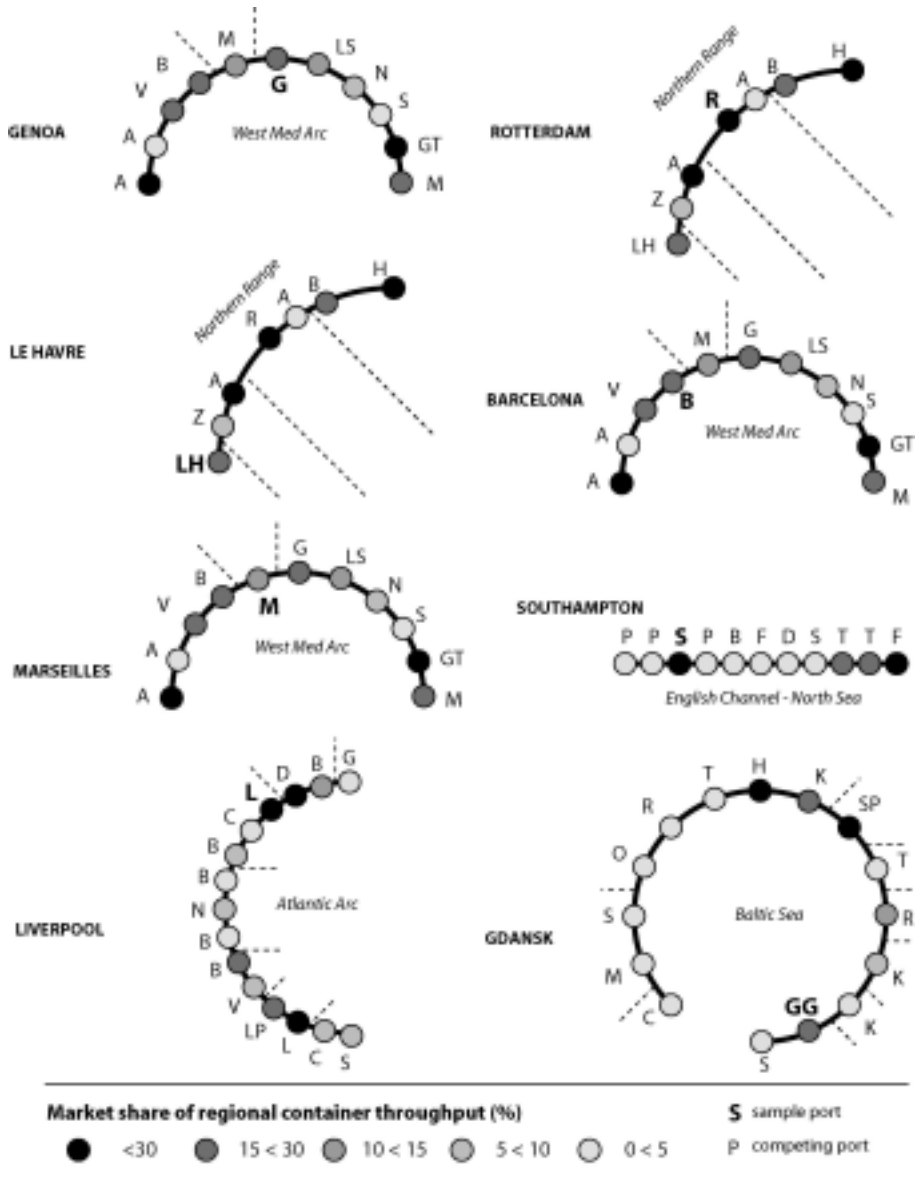 GENOA
A
A
V
B
M
G
LS
N
S
GT
M
West Med Arc
ROTTERDAM
Northern Range
LH
Z
A
R
A
B
H
LE HAVRE
Northern Range
LH
Z
A
R
A
B
H
BARCELONA
A
A
V
B
M
G
LS
N
S
GT
M
West Med Arc
MARSEILLES
A
A
V
B
M
G
LS
N
S
GT
M
West Med Arc
SOUTHAMPTON
P P S P B F D S T T F
English Channel - North Sea
LIVERPOOL
G
B
D
L
C
B
B
N
B
B
V
LP
L
C
S
Atlantic Arc
GDANSK
C
M
S
O
R
T
H
K
SP
T
R
K
K
GG
S
Baltic Sea
Market share of regional container throughput (%)
<30 15 < 30 10 < 15 5 < 10 0 < 5
S sample port
P competing port